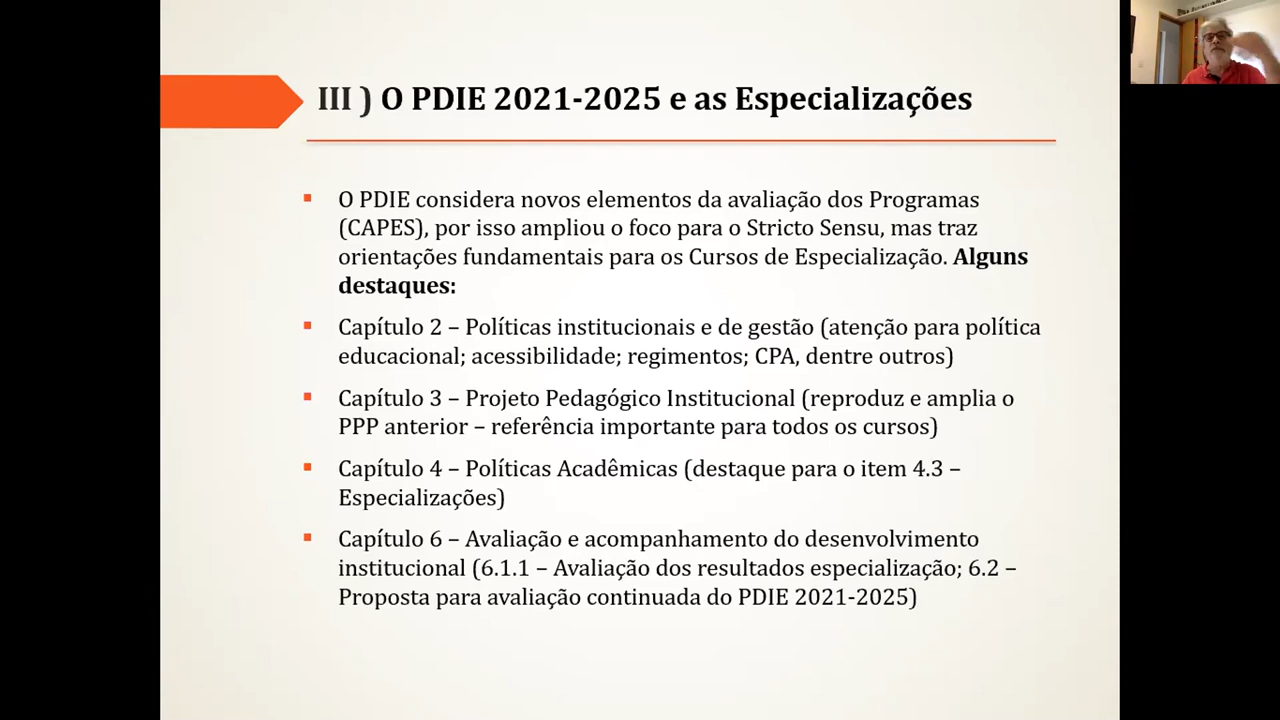 III ) O PDIE 2021-2025 e as Especializações
O PDIE considera novos elementos da avaliação dos Programas
(CAPES), por isso ampliou o foco para o Stricto Sensu, mas traz
orientações fundamentais para os Cursos de Especialização. Alguns
destaques:
Capítulo 2 – Políticas institucionais e de gestão (atenção para política
educacional; acessibilidade; regimentos; CPA, dentre outros)
Capítulo 3 – Projeto Pedagógico Institucional (reproduz e amplia o
PPP anterior – referência importante para todos os cursos)
Capítulo 4 – Políticas Acadêmicas (destaque para o item 4.3 –
Especializações)
Capítulo 6 – Avaliação e acompanhamento do desenvolvimento
institucional (6.1.1 – Avaliação dos resultados especialização; 6.2 –
Proposta para avaliação continuada do PDIE 2021-2025)